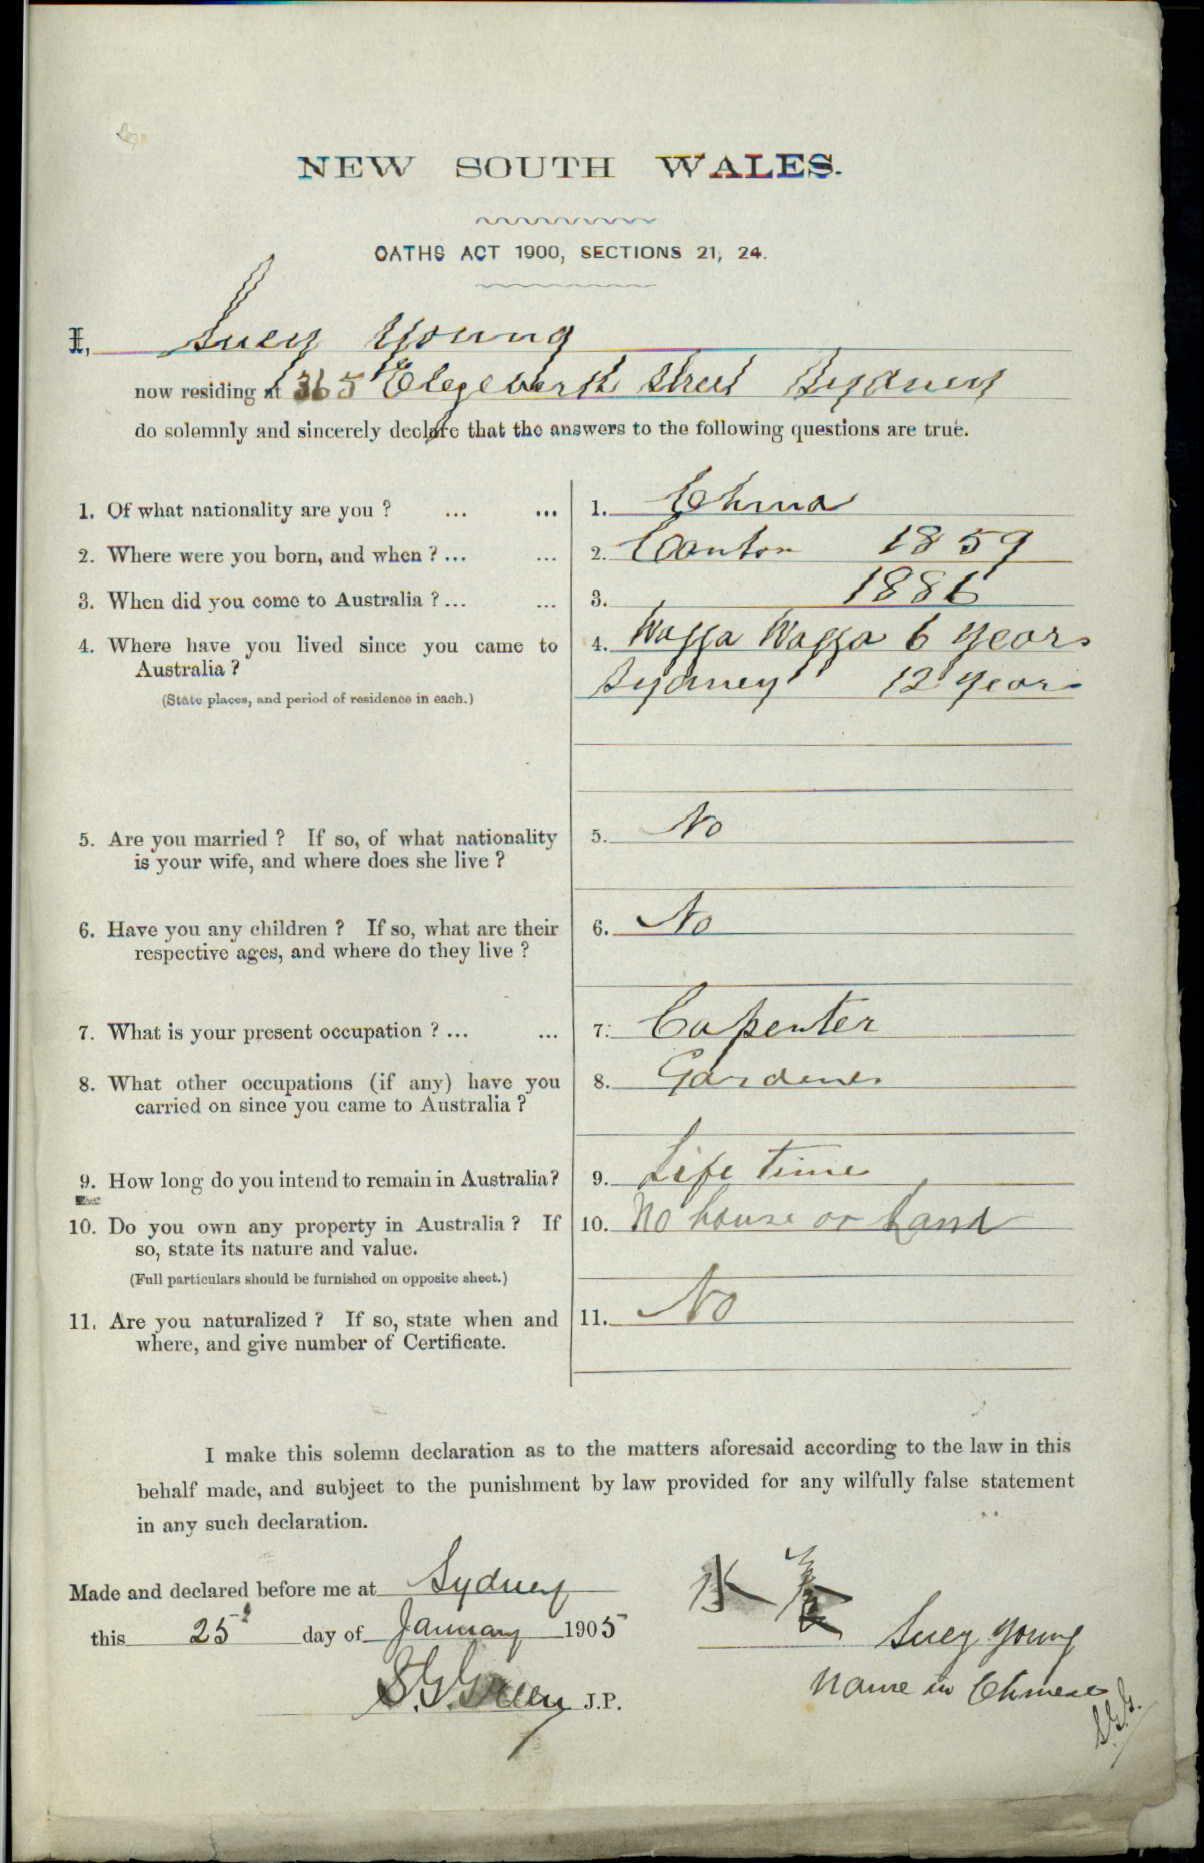 NEW SOUTH WALES.
OATHS ACT 1900, SECTIONS 21, 24.
I, Suey Young
now residing at 365 Elezeberth Street Sydney
do solemnly and sincerely declare that the answers to the following questions are true.
1. Of what nationality are you ? ... ... 1. China
2. Where were you born, and when ? ... ... 2. Canton 1859
3. When did you come to Australia ? ... ... 3. 1886
4. Where have you lived since you came to 4. Wagga Wagga 6 years
Australia ? Sydney 12 years
(State places, and period of residence in each.)
5. Are you married ? If so, of what nationality 5. No
is your wife, and where does she live ?
6. Have you any children ? If so, what are their 6. No
respective ages, and where do they live ?
7. What is your present occupation ? ... ... 7. Capenter
8. What other occupations (if any) have you 8. Gardener
carried on since you came to Australia ?
9. How long do you intend to remain in Australia? 9. Life time
10. Do you own any property in Australia ? If 10. No house or Land
so, state its nature and value.
(Full particulars should be furnished on opposite sheet.)
11. Are you naturalized ? If so, state when and 11. No
where, and give number of Certificate.
I make this solemn declaration as to the matters aforesaid according to the law in this
behalf made, and subject to the punishment by law provided for any wilfully false statement
in any such declaration.
Made and declared before me at Sydney
this 25 day of January 1905
Suey Young
S.G. Green J.P.
Name in Chinese
S.G.G.